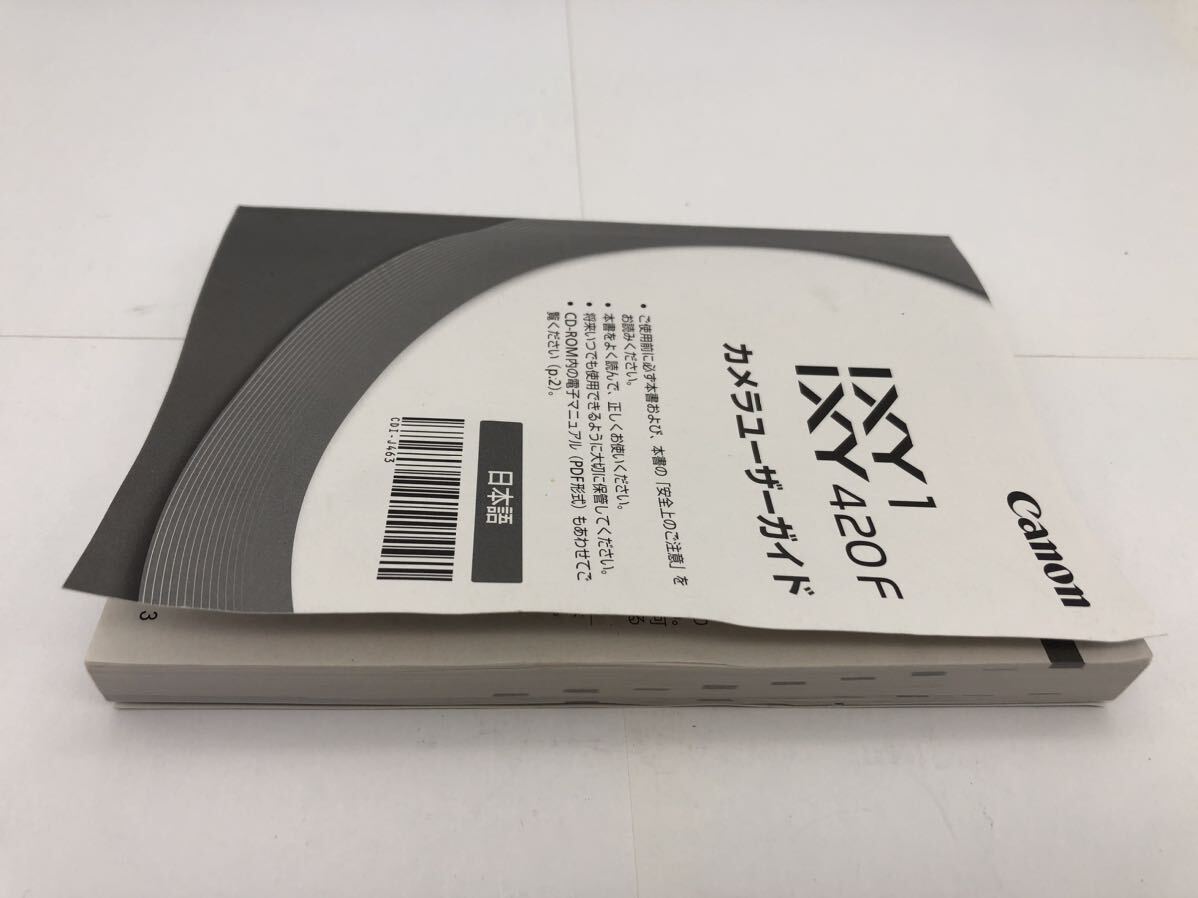 Canon
IXY 1
IXY 420F
カメラユーザーガイド
• ご使用前に必ず本書および、本書の「安全上のご注意」を
お読みください。
• 本書をよく読んで、正しくお使いください。
• 将来いつでも使用できるように大切に保管してください。
• CD-ROM内の電子マニュアル（PDF形式）もあわせてご
覧ください（p.2）。
日本語
CDI-J463
3